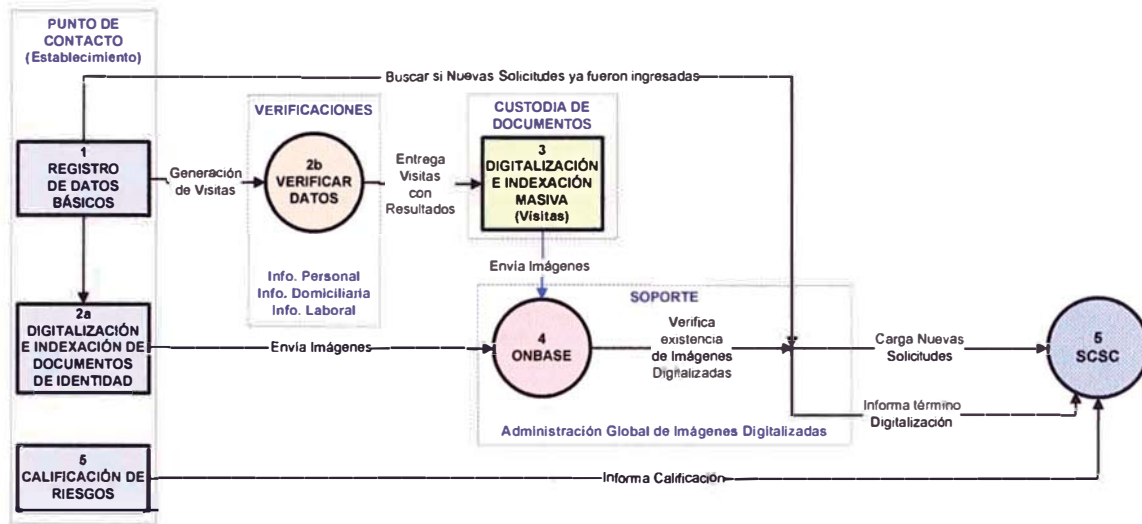 PUNTO DE
CONTACTO
(Establecimiento)
Buscar si Nuevas Solicitudes ya fueron ingresadas
VERIFICACIONES
CUSTODIA DE
DOCUMENTOS
1
REGISTRO
DE DATOS
BÁSICOS
Generación
de Visitas
2b
VERIFICAR
DATOS
Entrega
Visitas
con
Resultados
3
DIGITALIZACIÓN
E INDEXACIÓN
MASIVA
(Visitas)
Info. Personal
Info. Domiciliaria
Info. Laboral
Envia Imágenes
SOPORTE
2a
DIGITALIZACIÓN
E INDEXACIÓN DE
DOCUMENTOS
DE IDENTIDAD
Envia Imágenes
4
ONBASE
Verifica
existencia
de Imágenes
Digitalizadas
Carga Nuevas
Solicitudes
5
SCSC
Informa término
Digitalización
Administración Global de Imágenes Digitalizadas
5
CALIFICACIÓN DE
RIESGOS
Informa Calificación